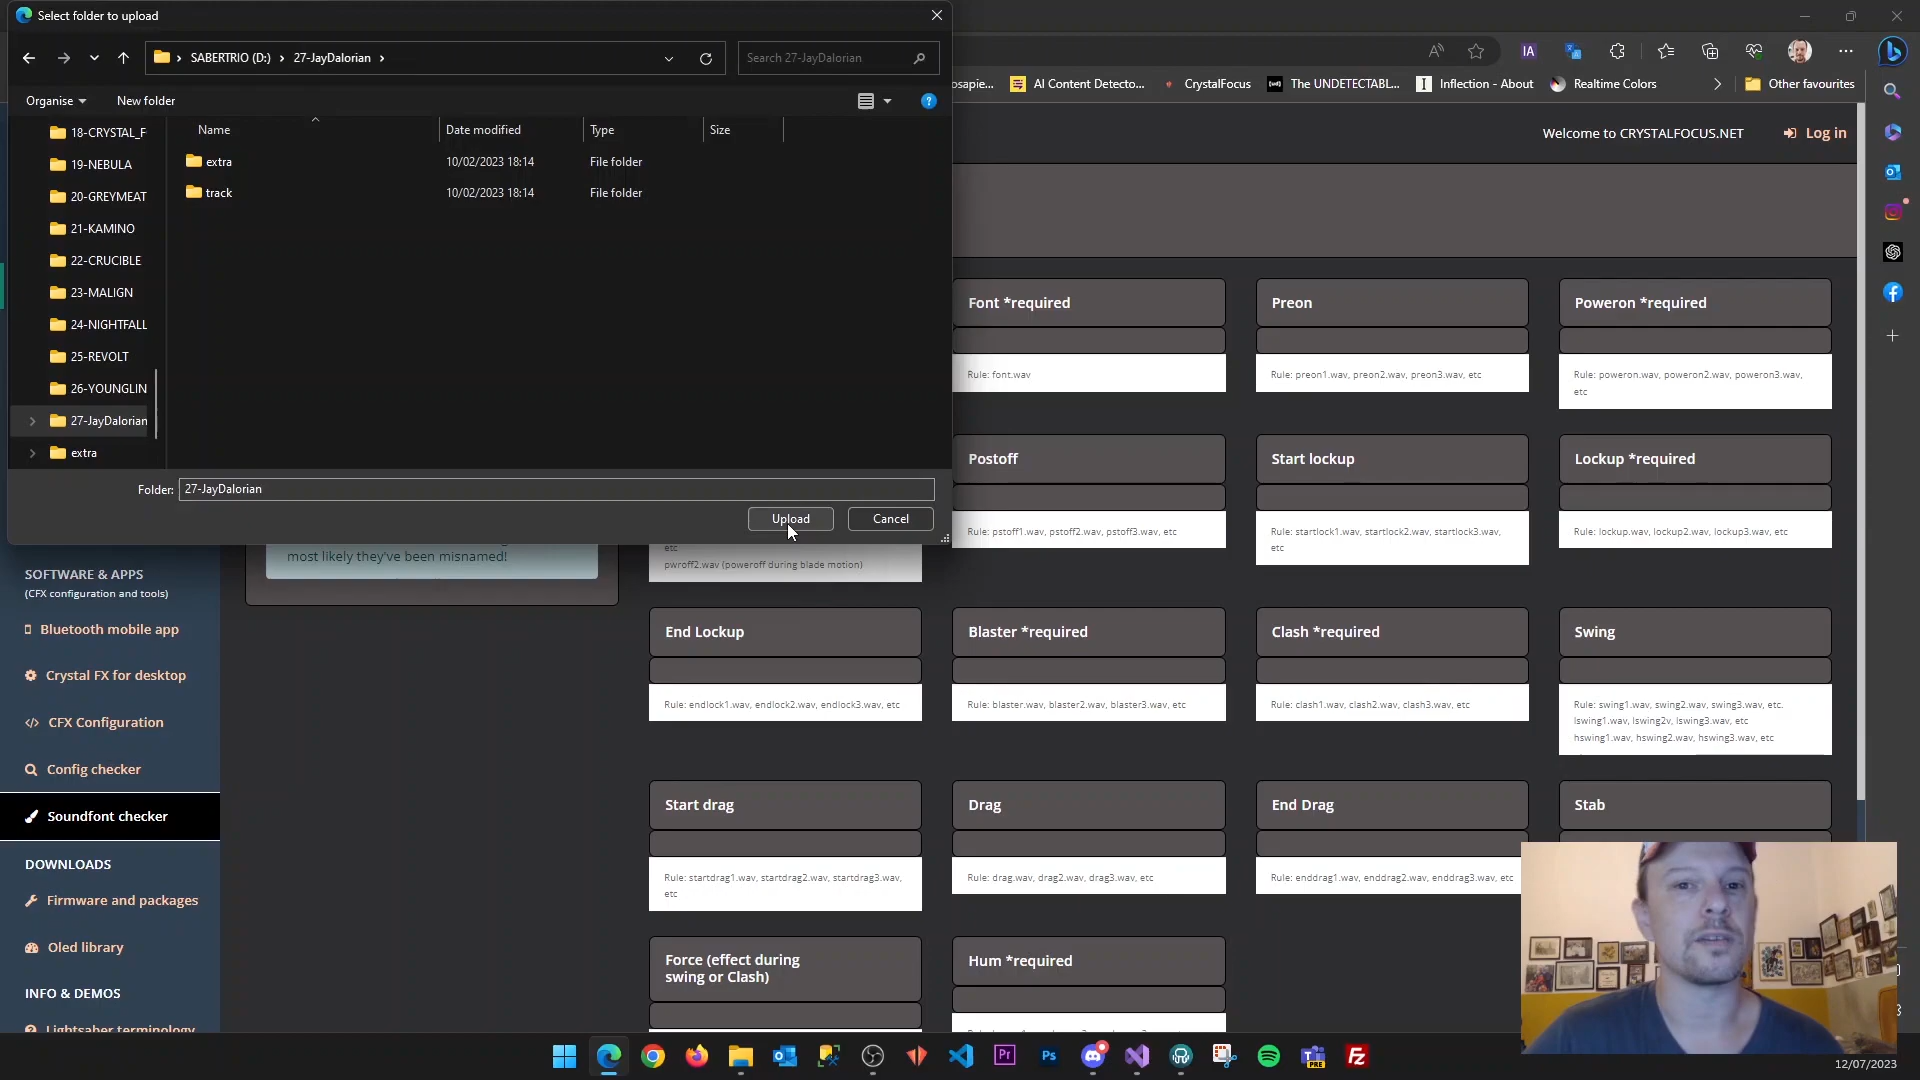 Select folder to upload
SABERTRIO (D:) > 27-JayDalorian >
Search 27-JayDalorian
Organise
New folder
Name
Date modified
Type
Size
extra
10/02/2023 18:14
File folder
track
10/02/2023 18:14
File folder
18-CRYSTAL_F
19-NEBULA
20-GREYMEAT
21-KAMINO
22-CRUCIBLE
23-MALIGN
24-NIGHTFALL
25-REVOLT
26-YOUNGLIN
27-JayDalorian
extra
Folder:
27-JayDalorian
Upload
Cancel
IA
osapie...
AI Content Detecto...
CrystalFocus
The UNDETECTABL...
Inflection - About
Realtime Colors
Other favourites
Welcome to CRYSTALFOCUS.NET
Log in
Font *required
Rule: font.wav
Preon
Rule: preon1.wav, preon2.wav, preon3.wav, etc
Poweron *required
Rule: poweron.wav, poweron2.wav, poweron3.wav,
etc
most likely they've been misnamed!
etc
pwroff2.wav (poweroff during blade motion)
Postoff
Rule: pstoff1.wav, pstoff2.wav, pstoff3.wav, etc
Start lockup
Rule: startlock1.wav, startlock2.wav, startlock3.wav,
etc
Lockup *required
Rule: lockup.wav, lockup2.wav, lockup3.wav, etc
End Lockup
Rule: endlock1.wav, endlock2.wav, endlock3.wav, etc
Blaster *required
Rule: blaster.wav, blaster2.wav, blaster3.wav, etc
Clash *required
Rule: clash1.wav, clash2.wav, clash3.wav, etc
Swing
Rule: swing1.wav, swing2.wav, swing3.wav, etc.
lswing1.wav, lswing2v, lswing3.wav, etc
hswing1.wav, hswing2.wav, hswing3.wav, etc
Start drag
Rule: startdrag1.wav, startdrag2.wav, startdrag3.wav,
etc
Drag
Rule: drag.wav, drag2.wav, drag3.wav, etc
End Drag
Rule: enddrag1.wav, enddrag2.wav, enddrag3.wav, etc
Stab
Force (effect during
swing or Clash)
Hum *required
SOFTWARE & APPS
(CFX configuration and tools)
Bluetooth mobile app
Crystal FX for desktop
CFX Configuration
Config checker
Soundfont checker
DOWNLOADS
Firmware and packages
Oled library
INFO & DEMOS
Lightsaber terminology
Pr
Ps
PRE
Fz
12/07/2023